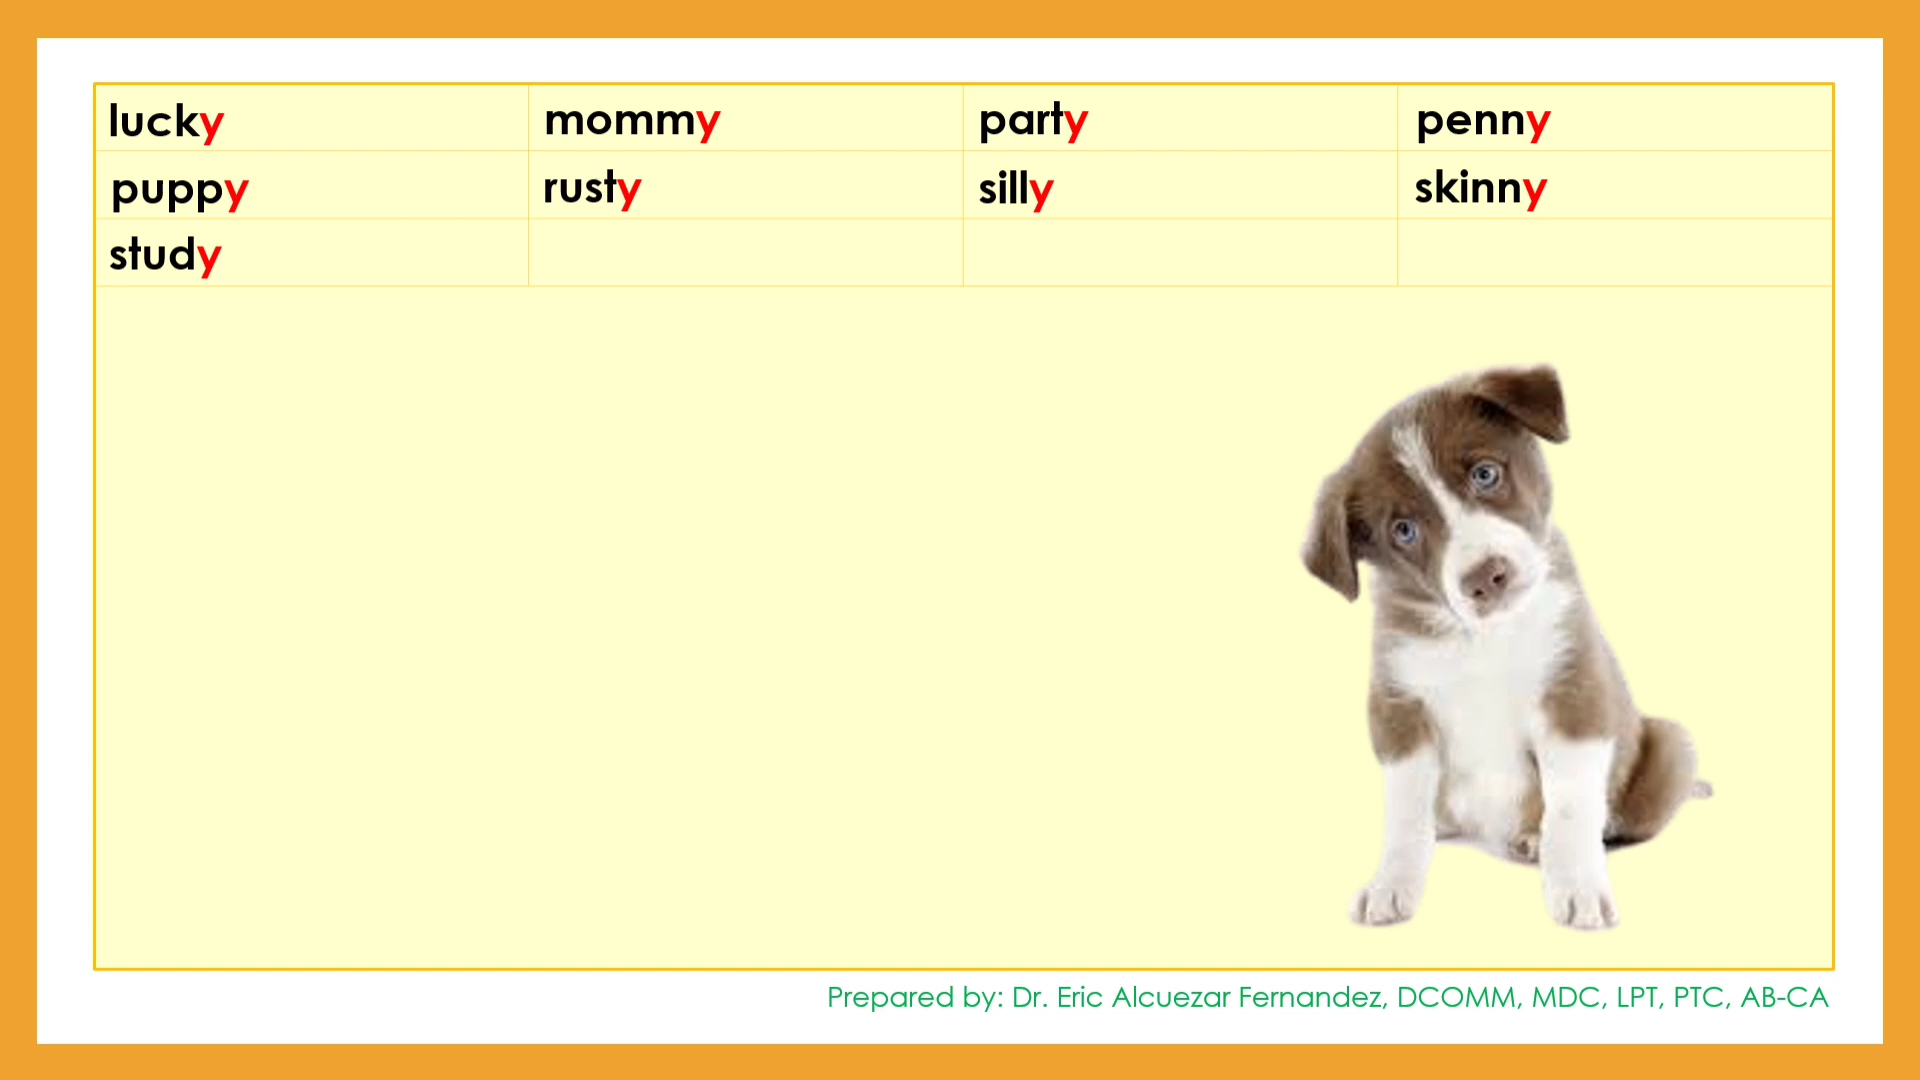 lucky mommy party penny
puppy rusty silly skinny
study
Prepared by: Dr. Eric Alcuezar Fernandez, DCOMM, MDC, LPT, PTC, AB-CA